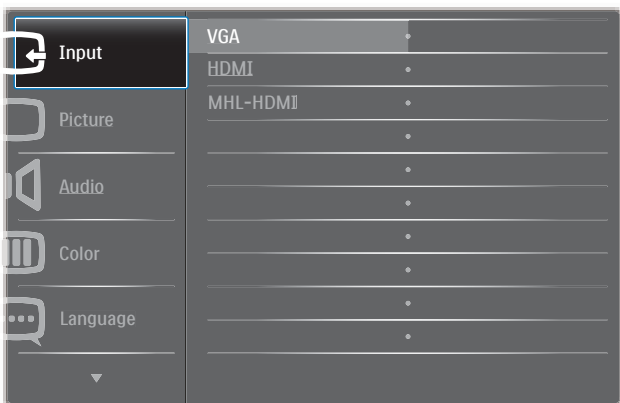 Input
Picture
Audio
Color
Language
VGA
HDMI
MHL-HDMI